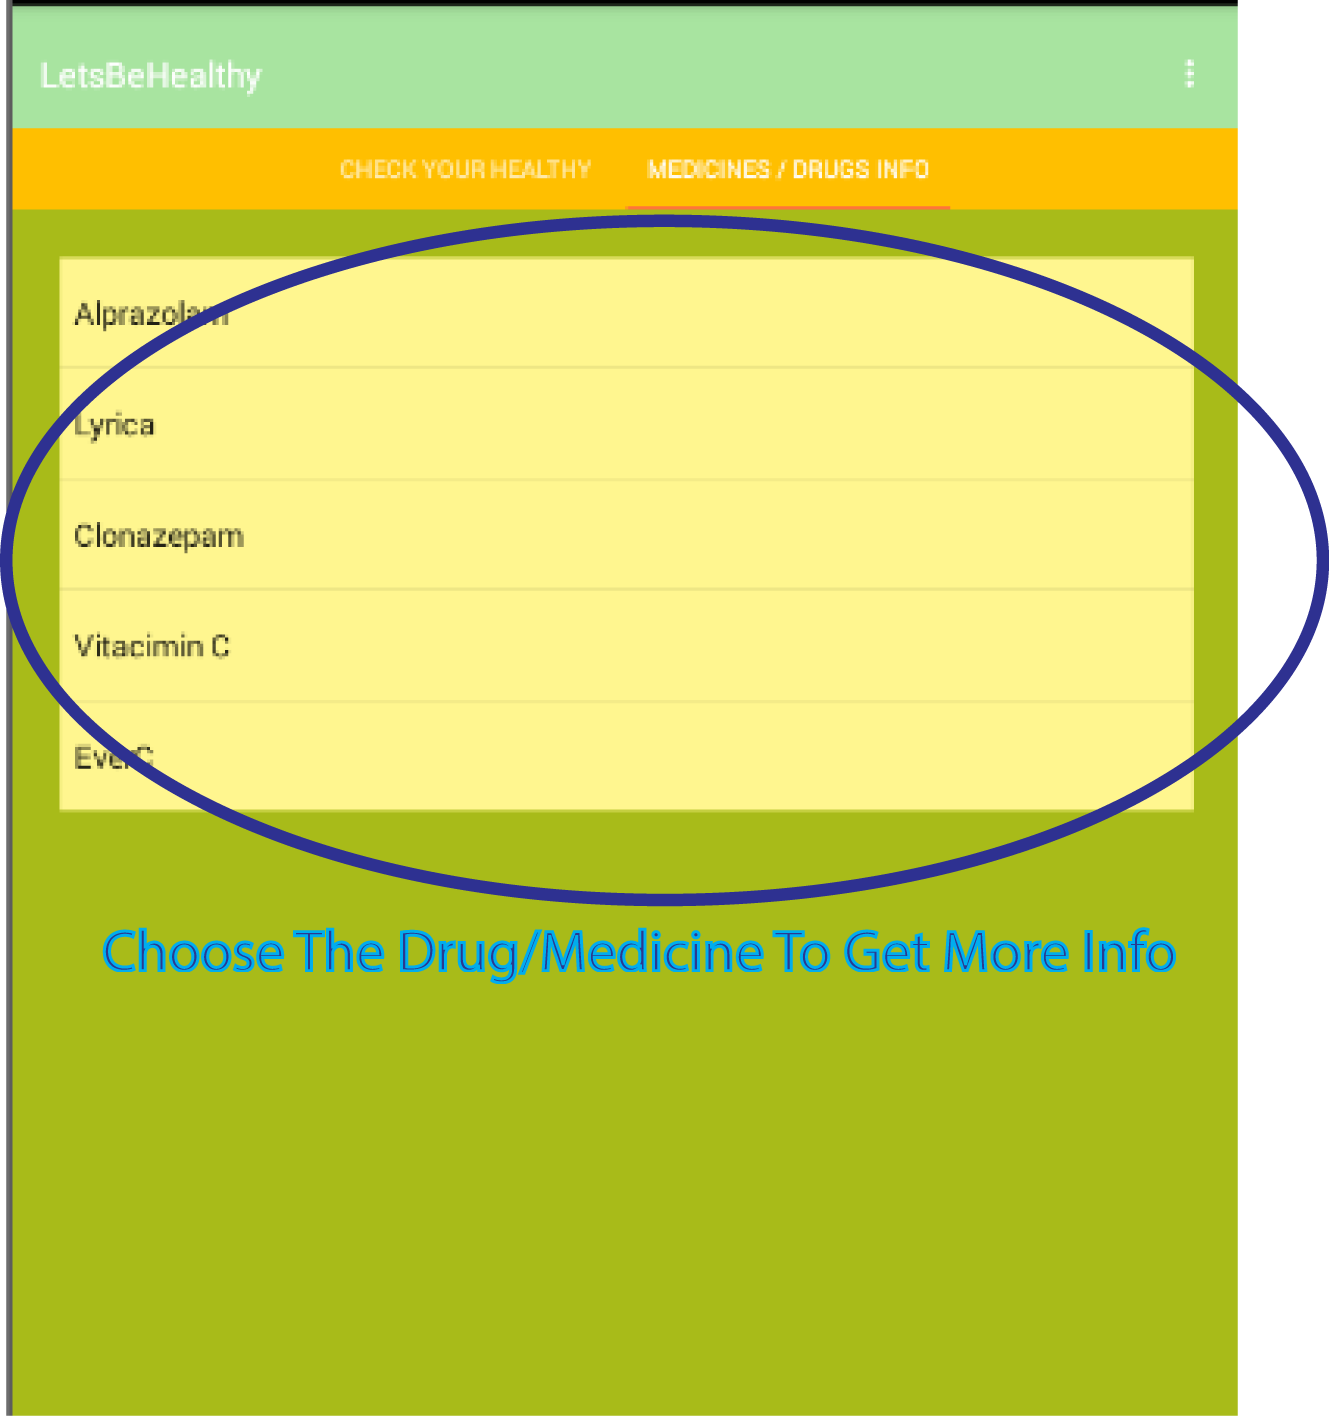 LetsBeHealthy
CHECK YOUR HEALTHY MEDICINES / DRUGS INFO
Alprazolam
Lyrica
Clonazepam
Vitacimin C
EverC
Choose The Drug/Medicine To Get More Info